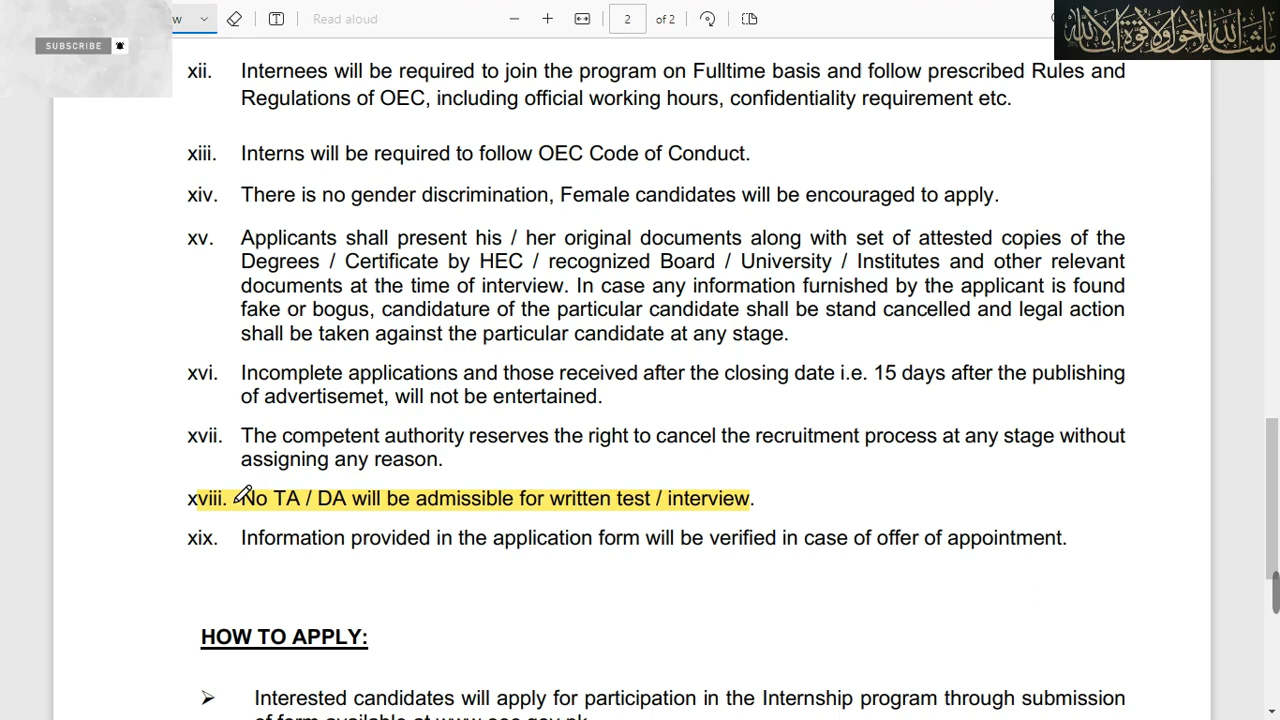 Read aloud
2
of 2
SUBSCRIBE
ما شاء الله لا حول ولا قوة إلا بالله
xii. Internees will be required to join the program on Fulltime basis and follow prescribed Rules and
Regulations of OEC, including official working hours, confidentiality requirement etc.
xiii. Interns will be required to follow OEC Code of Conduct.
xiv. There is no gender discrimination, Female candidates will be encouraged to apply.
xv. Applicants shall present his / her original documents along with set of attested copies of the
Degrees / Certificate by HEC / recognized Board / University / Institutes and other relevant
documents at the time of interview. In case any information furnished by the applicant is found
fake or bogus, candidature of the particular candidate shall be stand cancelled and legal action
shall be taken against the particular candidate at any stage.
xvi. Incomplete applications and those received after the closing date i.e. 15 days after the publishing
of advertisemet, will not be entertained.
xvii. The competent authority reserves the right to cancel the recruitment process at any stage without
assigning any reason.
xviii. No TA / DA will be admissible for written test / interview.
xix. Information provided in the application form will be verified in case of offer of appointment.
HOW TO APPLY:
➢ Interested candidates will apply for participation in the Internship program through submission